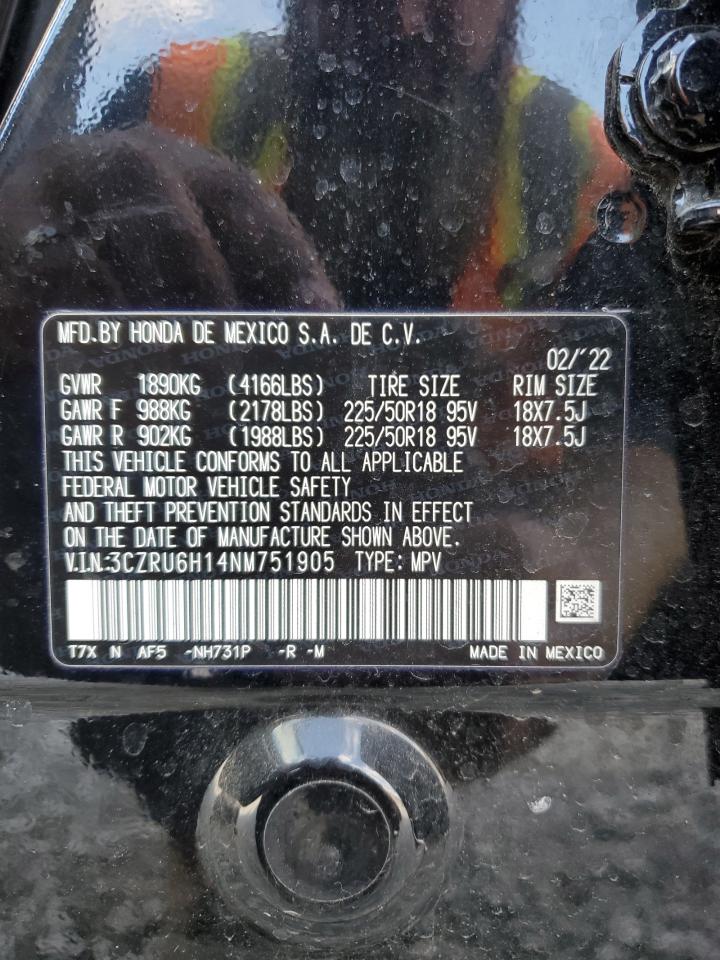 MFD.BY HONDA DE MEXICO S.A. DE C.V.
02/'22
GVWR 1890KG (4166LBS) TIRE SIZE RIM SIZE
GAWR F 988KG (2178LBS) 225/50R18 95V 18X7.5J
GAWR R 902KG (1988LBS) 225/50R18 95V 18X7.5J
THIS VEHICLE CONFORMS TO ALL APPLICABLE
FEDERAL MOTOR VEHICLE SAFETY
AND THEFT PREVENTION STANDARDS IN EFFECT
ON THE DATE OF MANUFACTURE SHOWN ABOVE.
V.I.N.:3CZRU6H14NM751905 TYPE: MPV
T7X N AF5 -NH731P -R -M MADE IN MEXICO